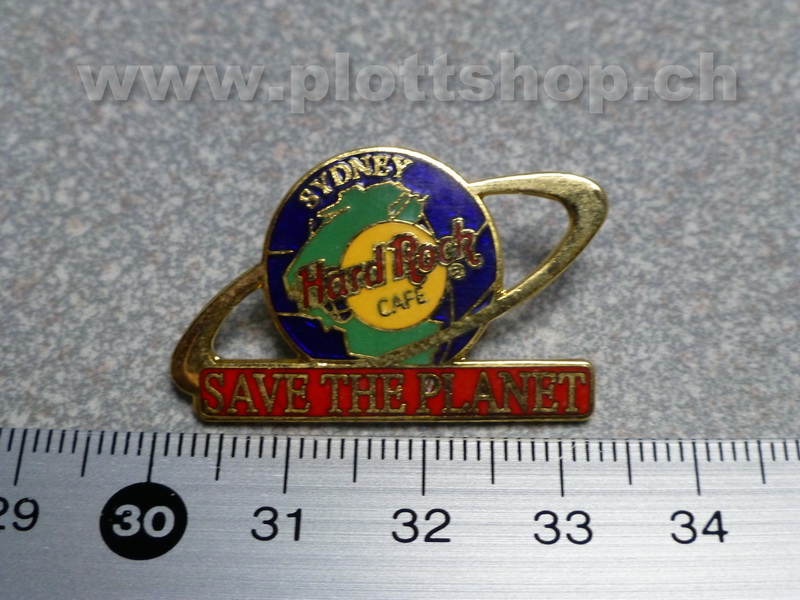 www.plottshop.ch
SYDNEY
Hard Rock
CAFE
SAVE THE PLANET
29 30 31 32 33 34